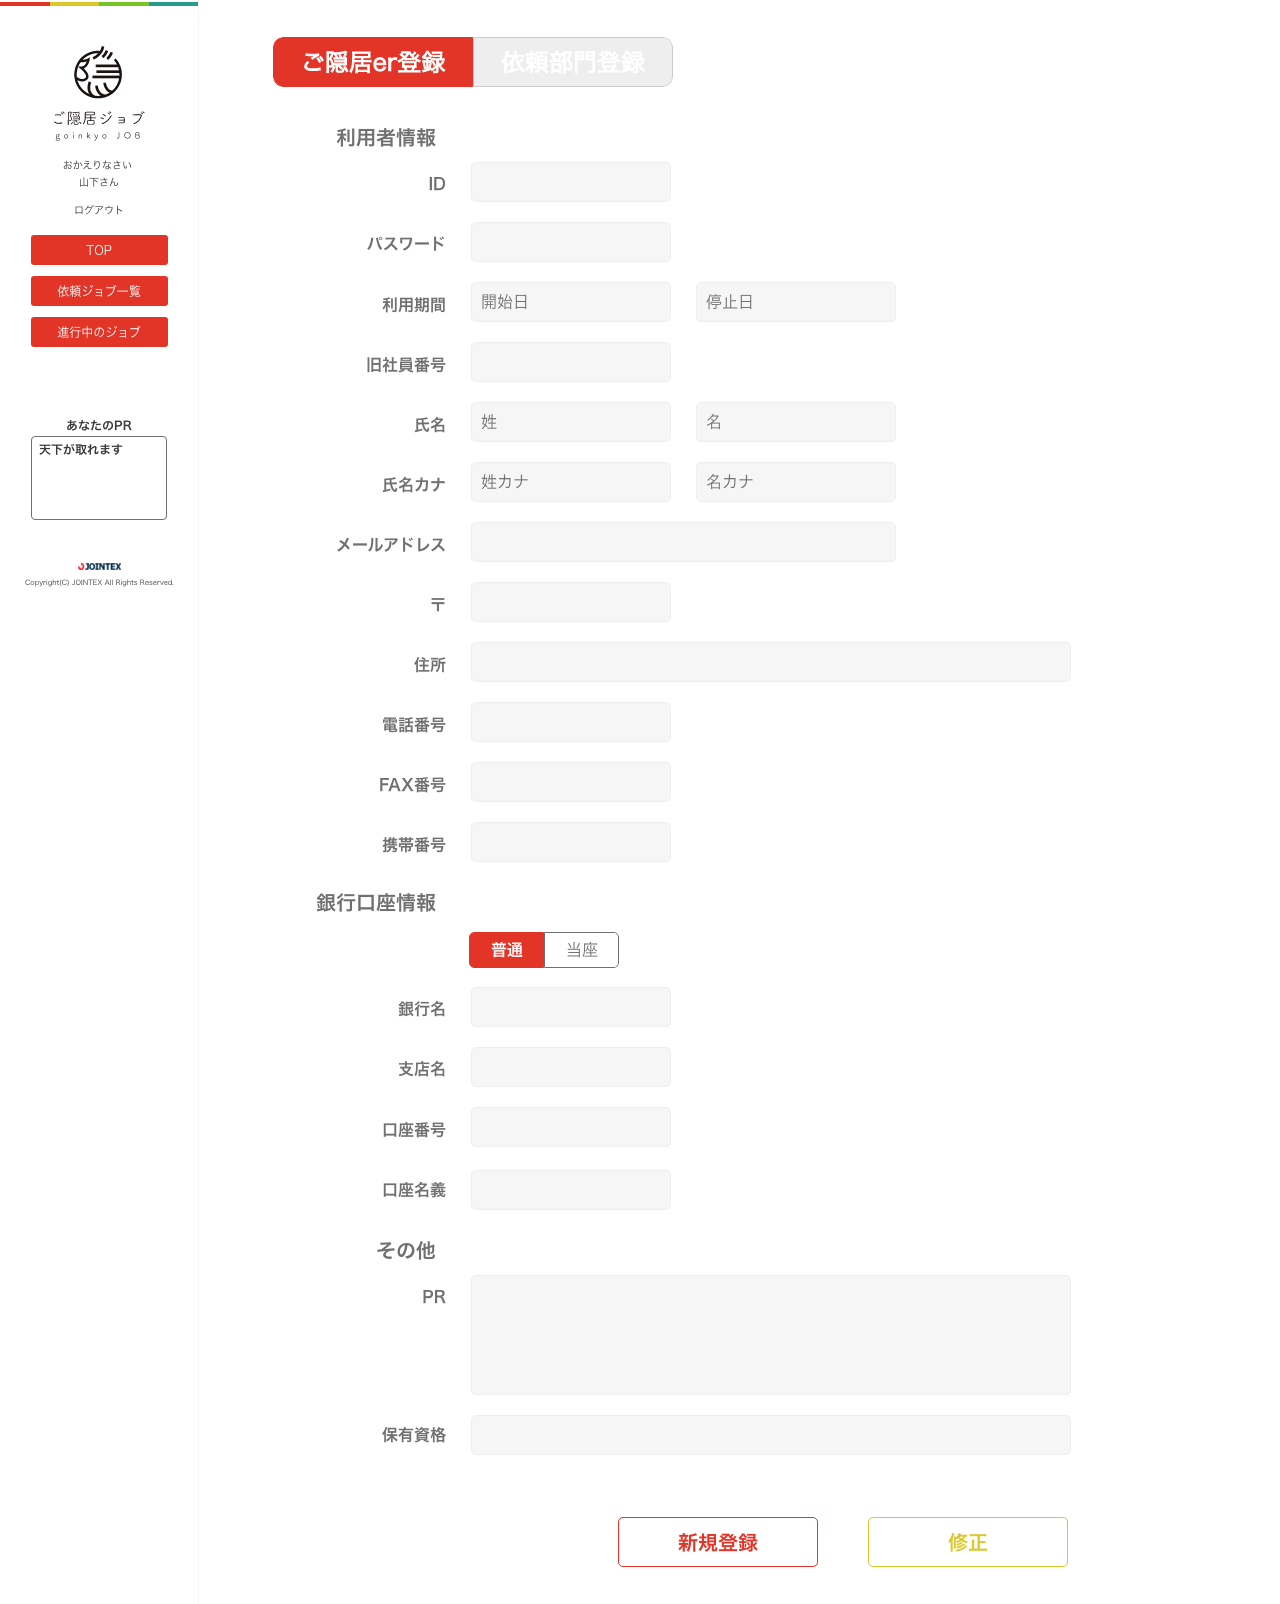 ご隠居ジョブ
goinkyo JOB
おかえりなさい
山下さん
ログアウト
TOP
依頼ジョブ一覧
進行中のジョブ
あなたのPR
天下が取れます
JOINTEX
Copyright(C) JOINTEX All Rights Reserved.
ご隠居er登録 依頼部門登録
利用者情報
ID
パスワード
利用期間 開始日 停止日
旧社員番号
氏名 姓 名
氏名カナ 姓カナ 名カナ
メールアドレス
〒
住所
電話番号
FAX番号
携帯番号
銀行口座情報
普通 当座
銀行名
支店名
口座番号
口座名義
その他
PR
保有資格
新規登録 修正